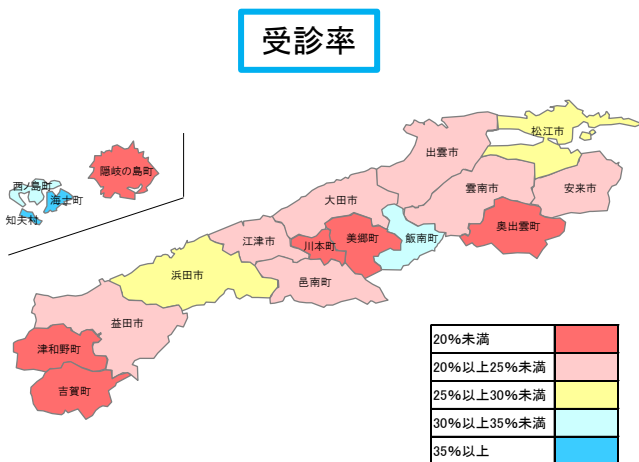 受診率
松江市
出雲市
隠岐の島町
雲南市
安来市
西ノ島町
海士町
大田市
知夫村
奥出雲町
江津市
川本町
美郷町
飯南町
浜田市
邑南町
益田市
津和野町
吉賀町
20%未満
20%以上25%未満
25%以上30%未満
30%以上35%未満
35%以上